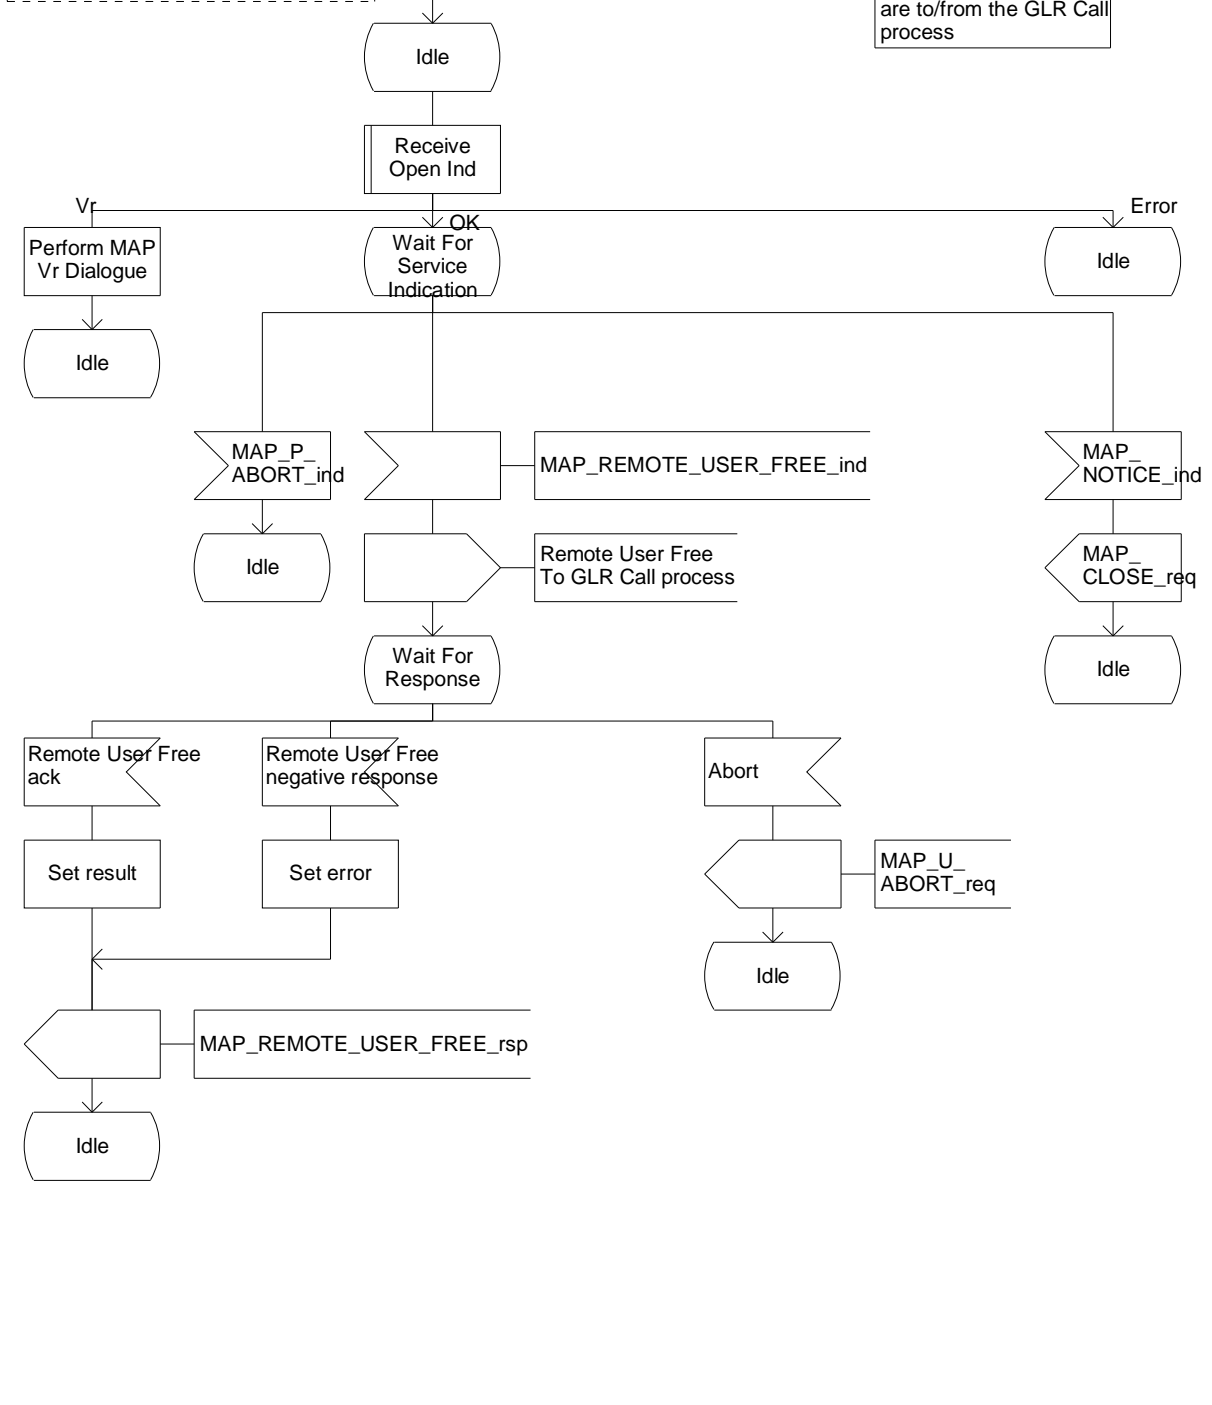 are to/from the GLR Call
process
Idle
Receive
Open Ind
Vr
OK
Error
Perform MAP
Vr Dialogue
Wait For
Service
Indication
Idle
Idle
MAP_P_
ABORT_ind
MAP_REMOTE_USER_FREE_ind
MAP_
NOTICE_ind
Idle
Remote User Free
To GLR Call process
MAP_
CLOSE_req
Wait For
Response
Idle
Remote User Free
ack
Remote User Free
negative response
Abort
Set result
Set error
MAP_U_
ABORT_req
Idle
MAP_REMOTE_USER_FREE_rsp
Idle